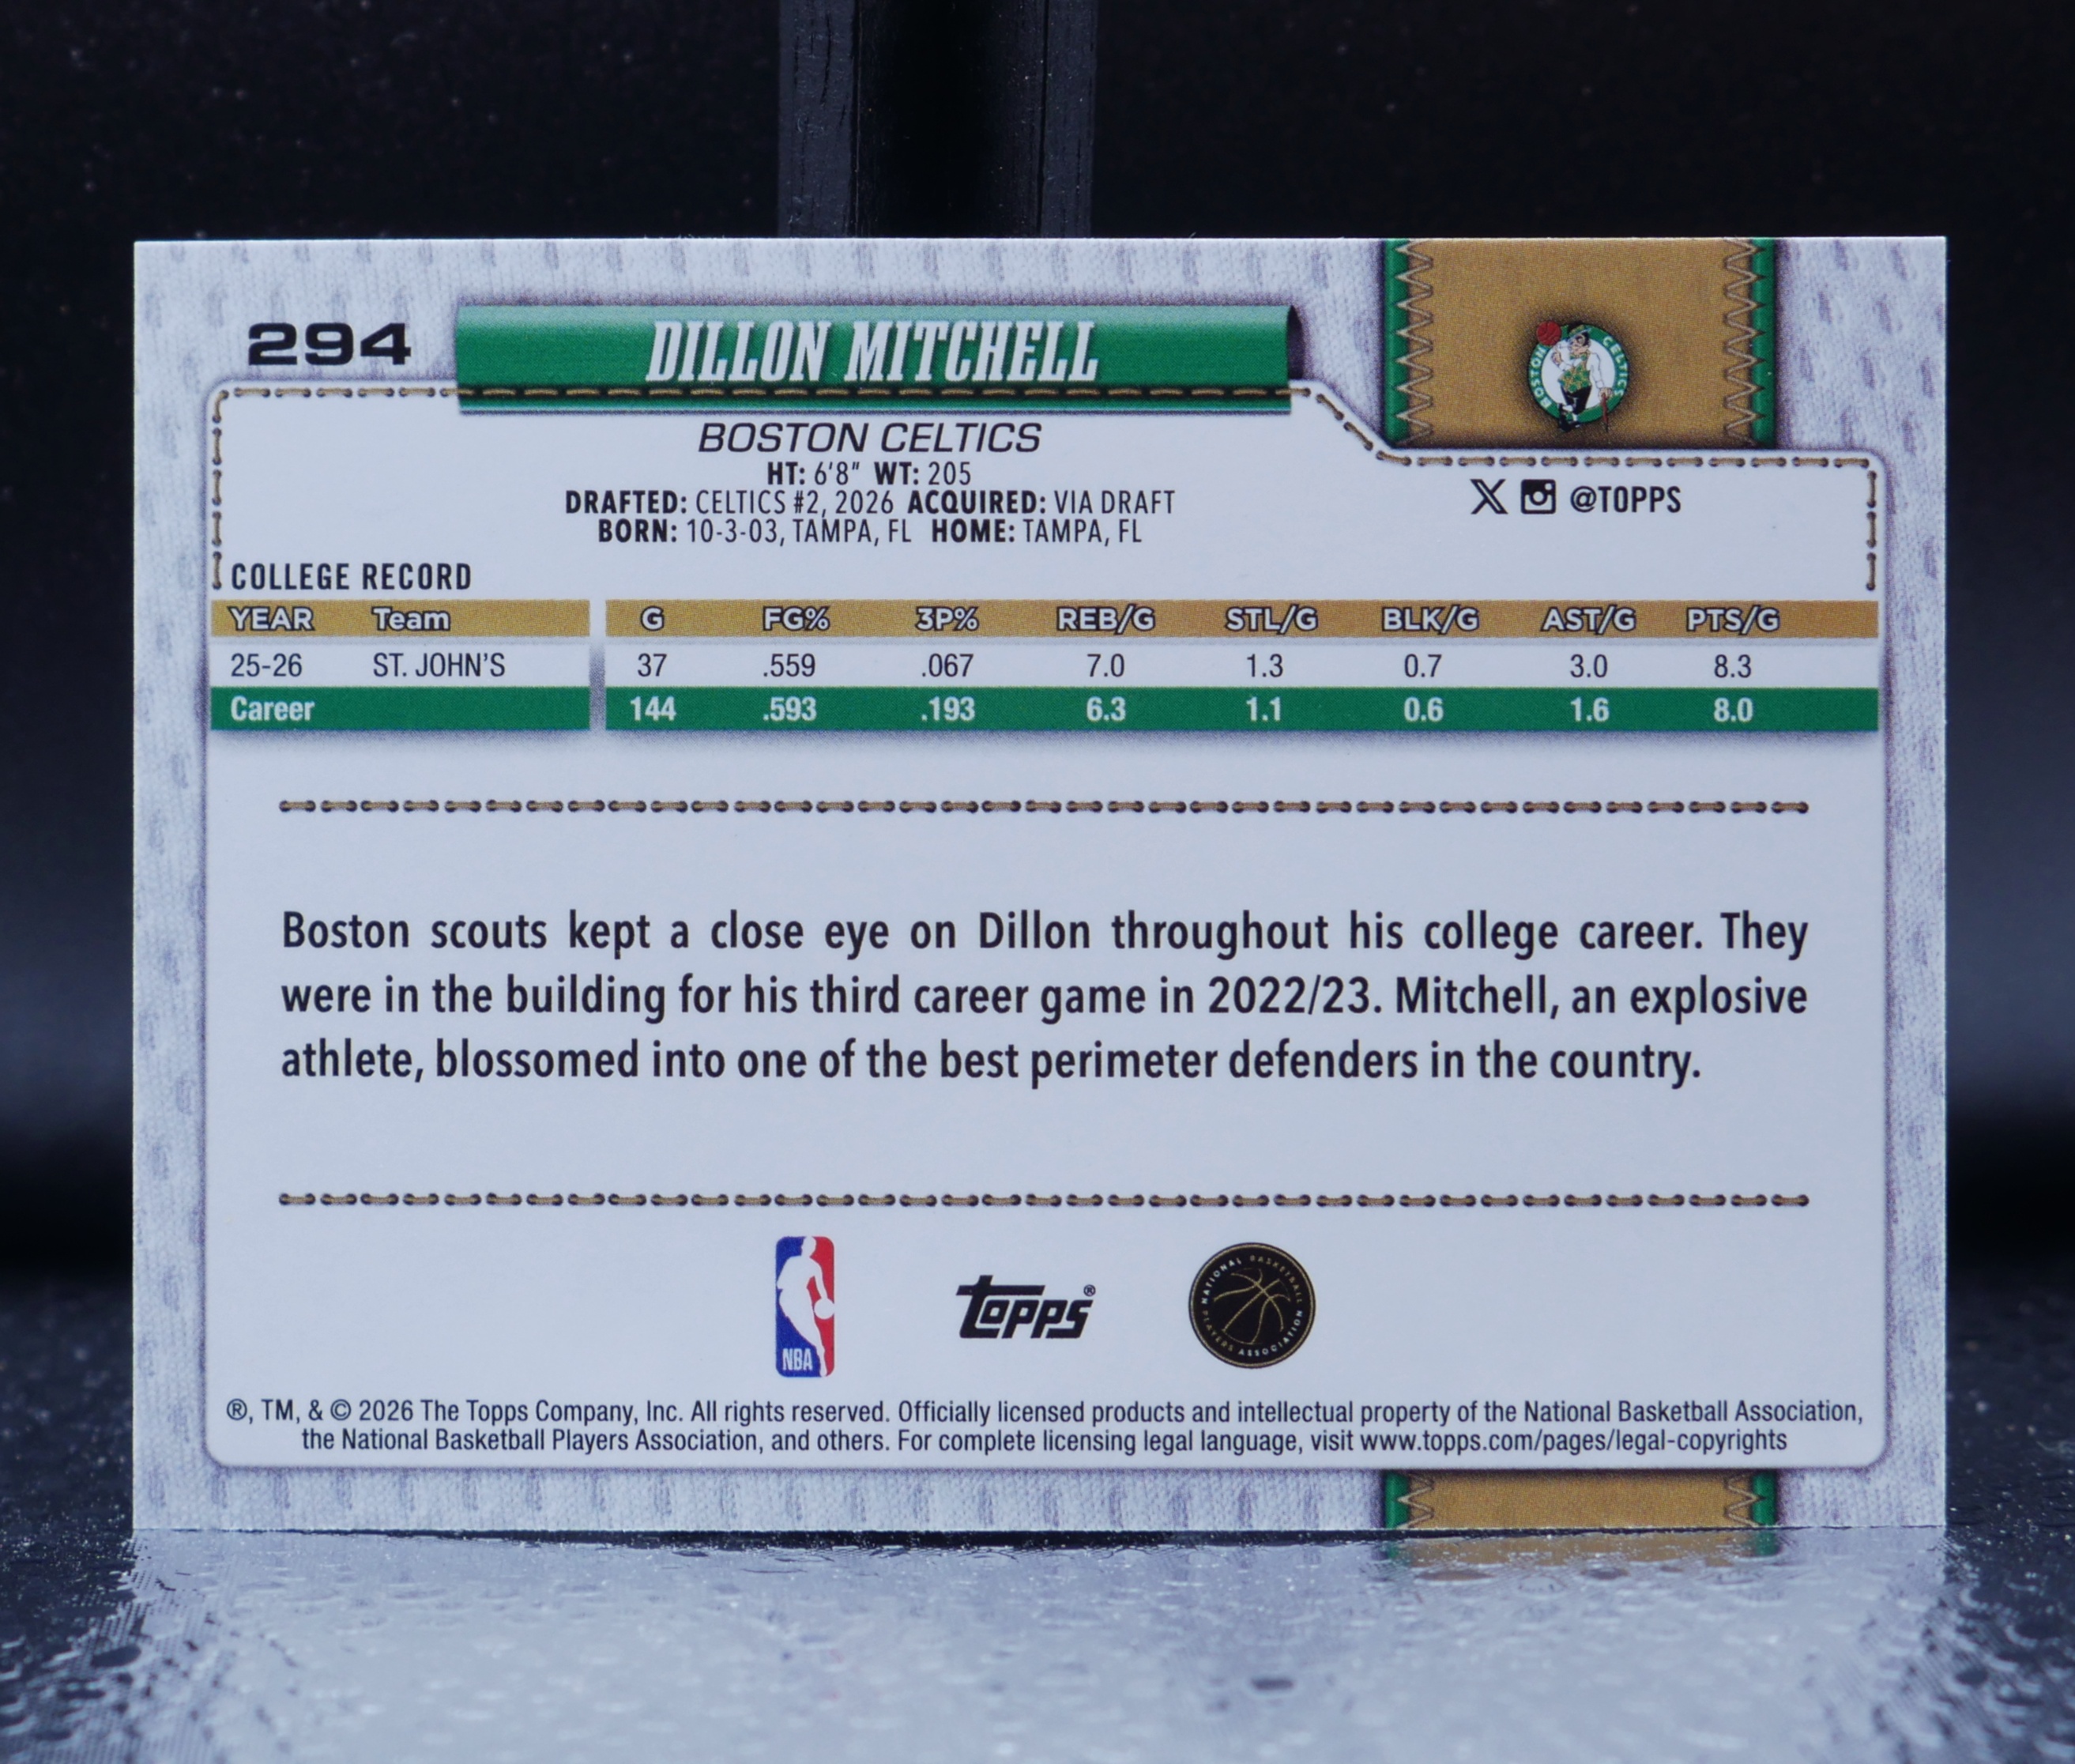 294
DILLON MITCHELL
BOSTON CELTICS
BOSTON CELTICS
HT: 6'8" WT: 205
DRAFTED: CELTICS #2, 2026 ACQUIRED: VIA DRAFT
BORN: 10-3-03, TAMPA, FL HOME: TAMPA, FL
@TOPPS
COLLEGE RECORD
YEAR Team G FG% 3P% REB/G STL/G BLK/G AST/G PTS/G
25-26 ST. JOHN'S 37 .559 .067 7.0 1.3 0.7 3.0 8.3
Career 144 .593 .193 6.3 1.1 0.6 1.6 8.0
Boston scouts kept a close eye on Dillon throughout his college career. They
were in the building for his third career game in 2022/23. Mitchell, an explosive
athlete, blossomed into one of the best perimeter defenders in the country.
NBA
Topps®
NATIONAL BASKETBALL PLAYERS ASSOCIATION
®, TM, & © 2026 The Topps Company, Inc. All rights reserved. Officially licensed products and intellectual property of the National Basketball Association,
the National Basketball Players Association, and others. For complete licensing legal language, visit www.topps.com/pages/legal-copyrights